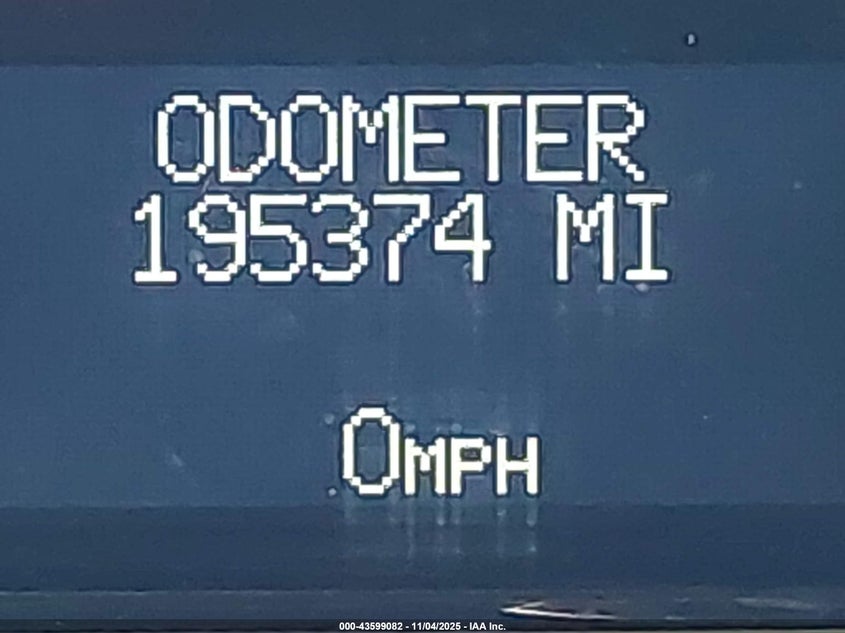 ODOMETER
195374 MI
0MPH
000-43599082 - 11/04/2025 - IAA Inc.